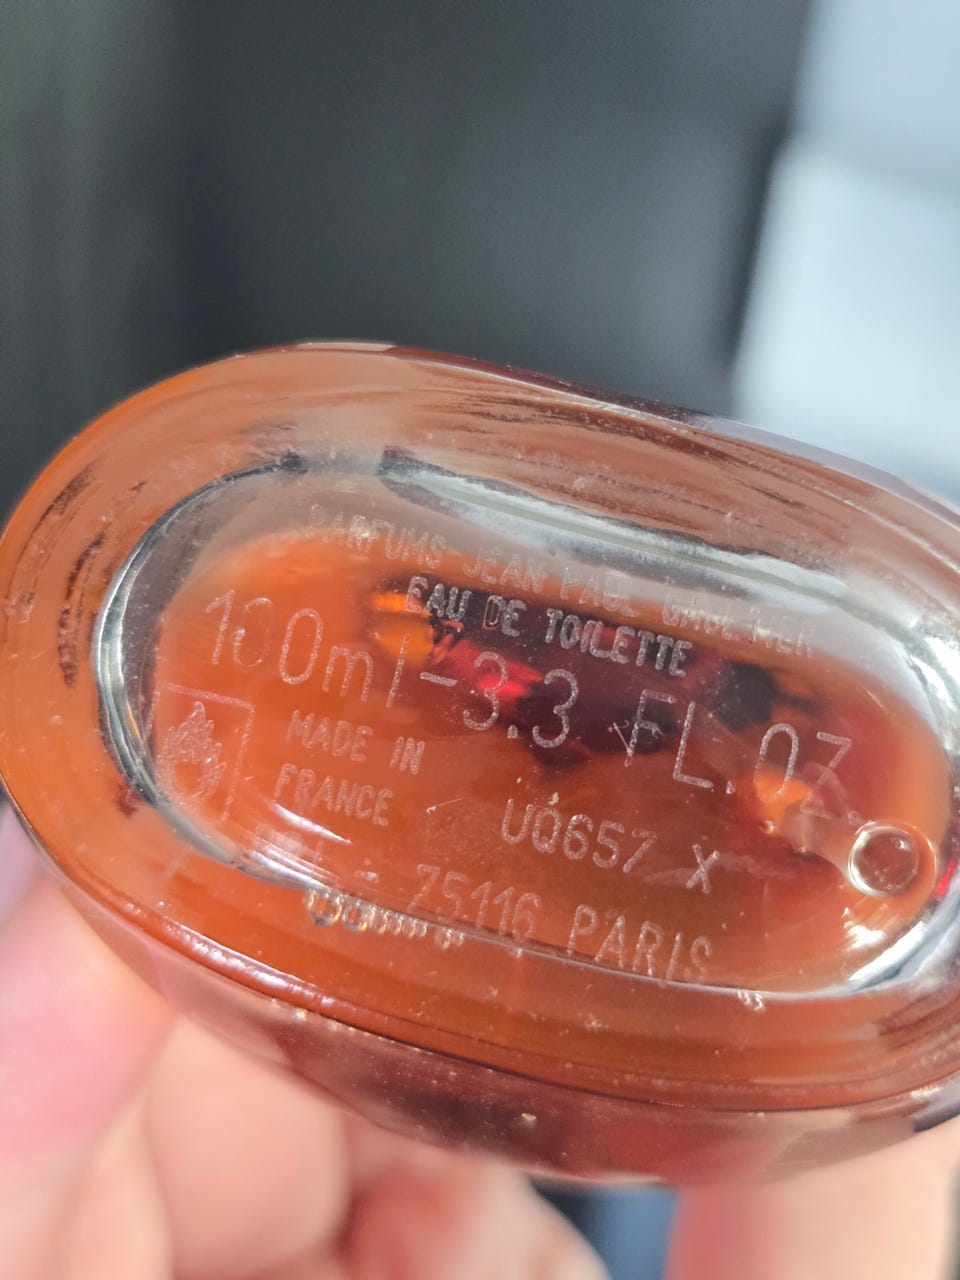 PARFUMS JEAN PAUL GAULTIER
EAU DE TOILETTE
100ml-3.3 FL.OZ
MADE IN
FRANCE
UQ657 X
75116 PARIS